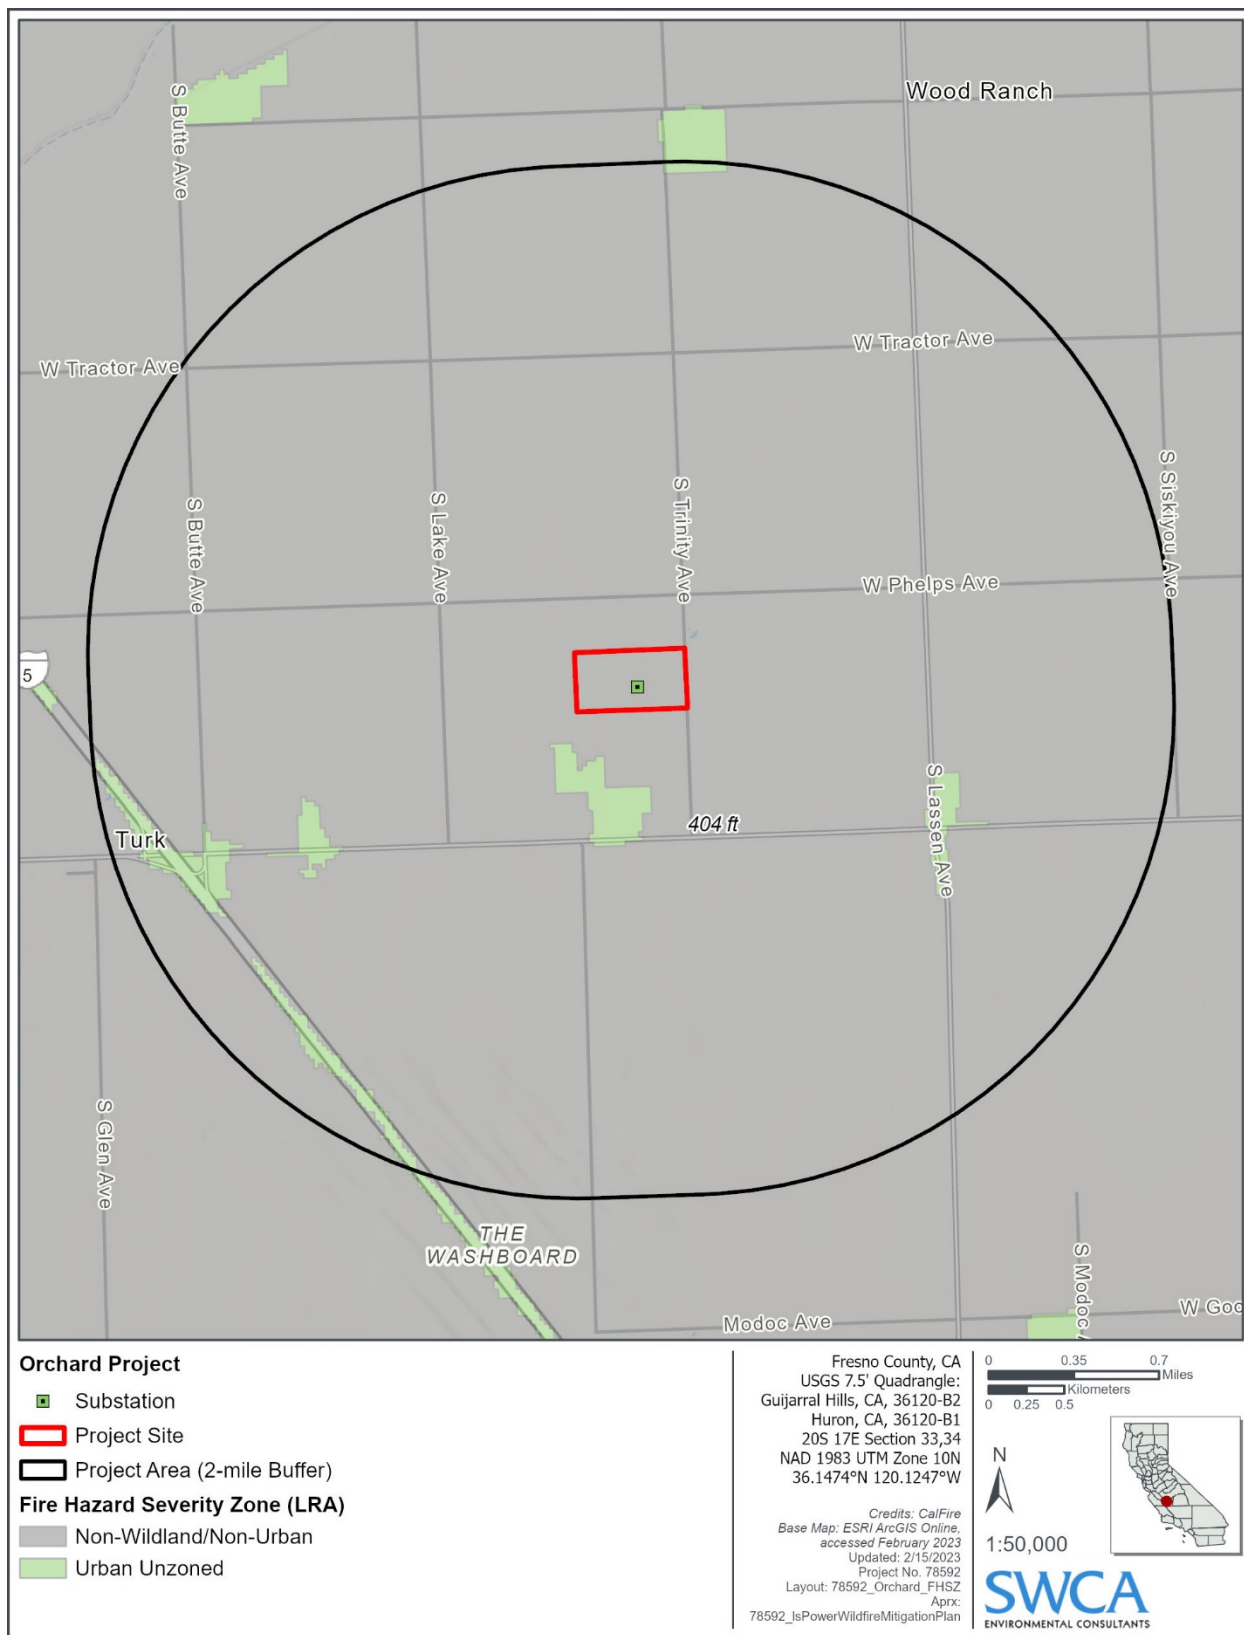 Wood Ranch
S Butte Ave
W Tractor Ave
W Tractor Ave
S Siskiyou Ave
S Trinity Ave
S Lake Ave
S Butte Ave
W Phelps Ave
5
S Lassen Ave
404 ft
Turk
S Glen Ave
THE
WASHBOARD
S Modoc A
Modoc Ave
W Goo
Orchard Project
Substation
Project Site
Project Area (2-mile Buffer)
Fire Hazard Severity Zone (LRA)
Non-Wildland/Non-Urban
Urban Unzoned
Fresno County, CA
USGS 7.5' Quadrangle:
Guijarral Hills, CA, 36120-B2
Huron, CA, 36120-B1
20S 17E Section 33,34
NAD 1983 UTM Zone 10N
36.1474°N 120.1247°W
Credits: CalFire
Base Map: ESRI ArcGIS Online,
accessed February 2023
Updated: 2/15/2023
Project No. 78592
Layout: 78592_Orchard_FHSZ
Aprx:
78592_IsPowerWildfireMitigationPlan
0 0.35 0.7
Miles
Kilometers
0 0.25 0.5
N
1:50,000
SWCA
ENVIRONMENTAL CONSULTANTS